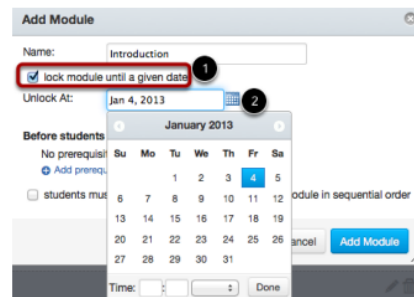 Add Module
Name: Introduction
lock module until a given date
1
Unlock At: Jan 4, 2013
2
January 2013
Before students
Su Mo Tu We Th Fr Sa
No prerequisit
Add prerequ
1 2 3 4 5
students mus
odule in sequential order
6 7 8 9 10 11 12
13 14 15 16 17 18 19
20 21 22 23 24 25 26
ancel
Add Module
27 28 29 30 31
Time: :
Done